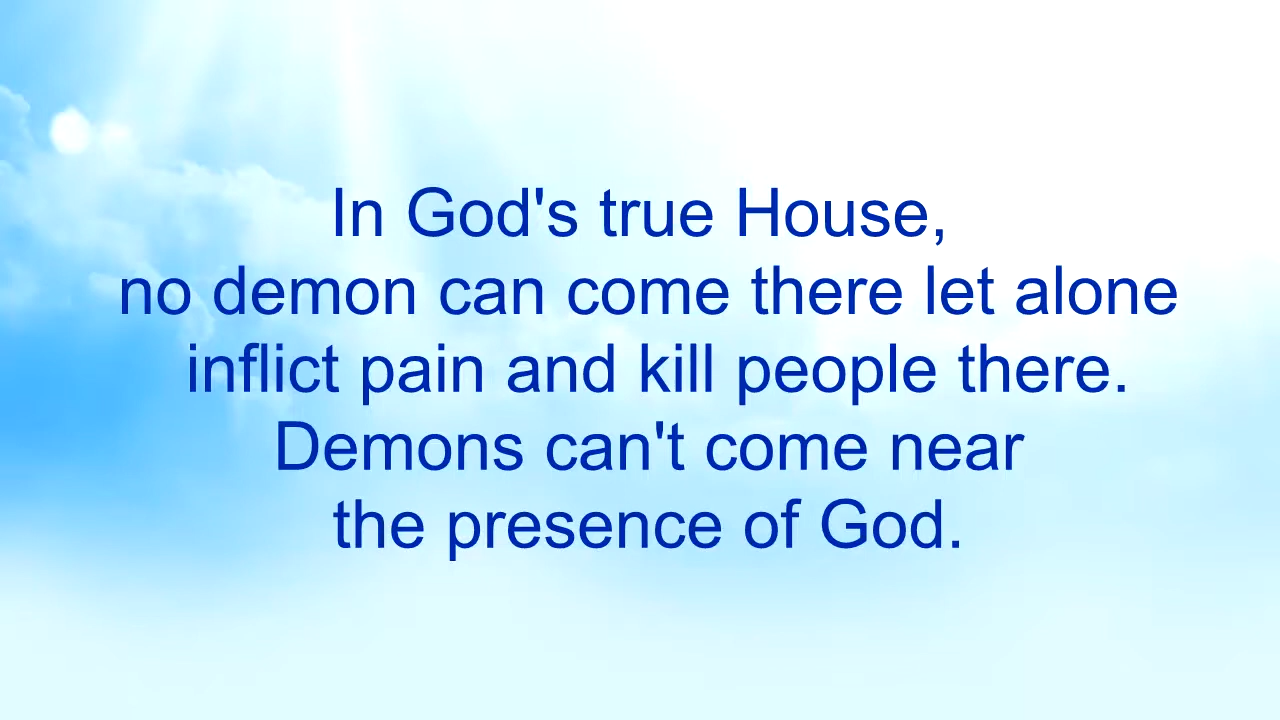 In God's true House,
no demon can come there let alone
inflict pain and kill people there.
Demons can't come near
the presence of God.